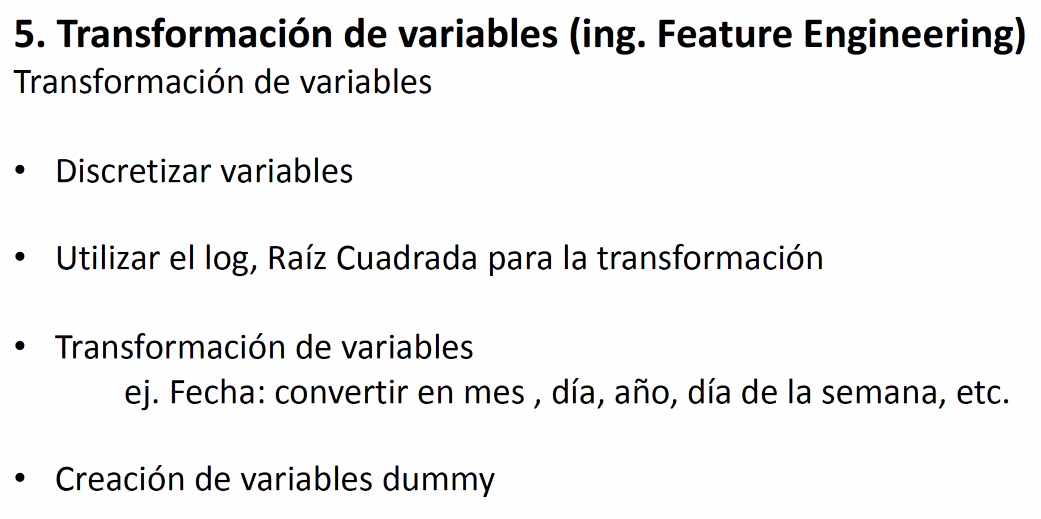 5. Transformación de variables (ing. Feature Engineering)
Transformación de variables
• Discretizar variables
• Utilizar el log, Raíz Cuadrada para la transformación
• Transformación de variables
ej. Fecha: convertir en mes , día, año, día de la semana, etc.
• Creación de variables dummy